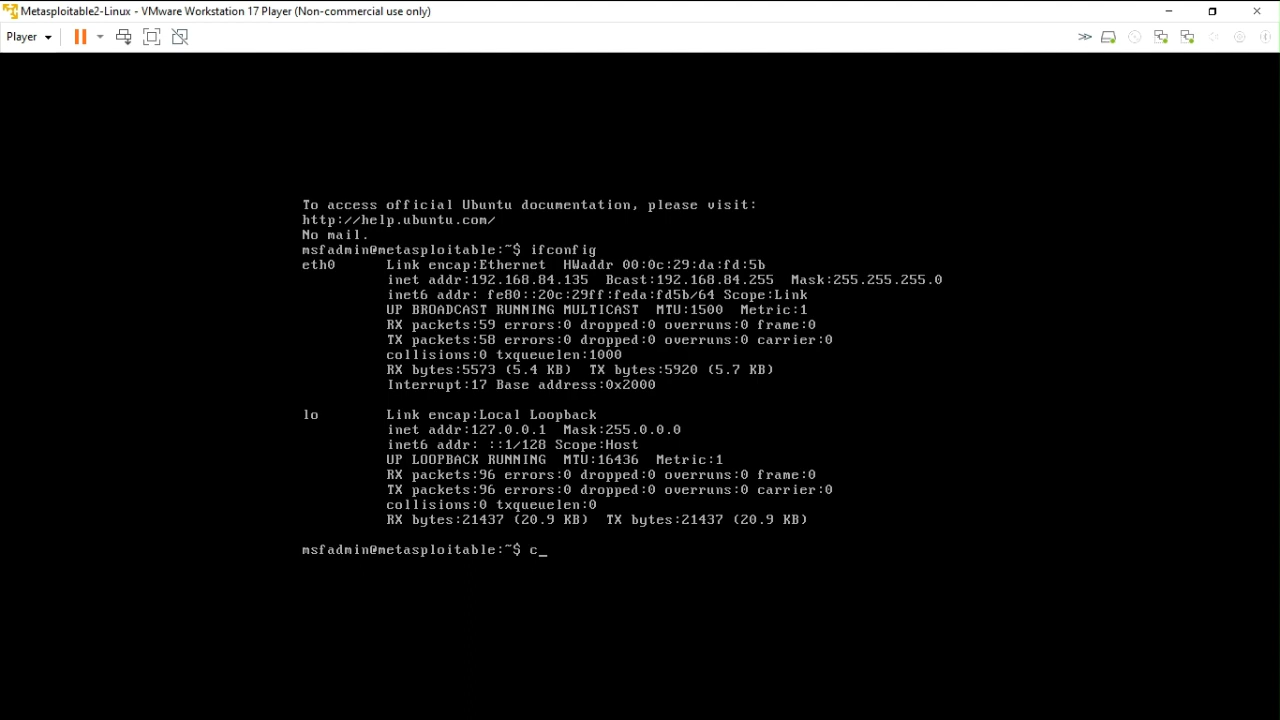 Metasploitable2-Linux - VMware Workstation 17 Player (Non-commercial use only)
Player
To access official Ubuntu documentation, please visit:
http://help.ubuntu.com/
No mail.
msfadmin@metasploitable:~$ ifconfig
eth0      Link encap:Ethernet  HWaddr 00:0c:29:da:fd:5b
          inet addr:192.168.84.135  Bcast:192.168.84.255  Mask:255.255.255.0
          inet6 addr: fe80::20c:29ff:feda:fd5b/64 Scope:Link
          UP BROADCAST RUNNING MULTICAST  MTU:1500  Metric:1
          RX packets:59 errors:0 dropped:0 overruns:0 frame:0
          TX packets:58 errors:0 dropped:0 overruns:0 carrier:0
          collisions:0 txqueuelen:1000
          RX bytes:5573 (5.4 KB)  TX bytes:5920 (5.7 KB)
          Interrupt:17 Base address:0x2000
lo        Link encap:Local Loopback
          inet addr:127.0.0.1  Mask:255.0.0.0
          inet6 addr: ::1/128 Scope:Host
          UP LOOPBACK RUNNING  MTU:16436  Metric:1
          RX packets:96 errors:0 dropped:0 overruns:0 frame:0
          TX packets:96 errors:0 dropped:0 overruns:0 carrier:0
          collisions:0 txqueuelen:0
          RX bytes:21437 (20.9 KB)  TX bytes:21437 (20.9 KB)
msfadmin@metasploitable:~$ c_